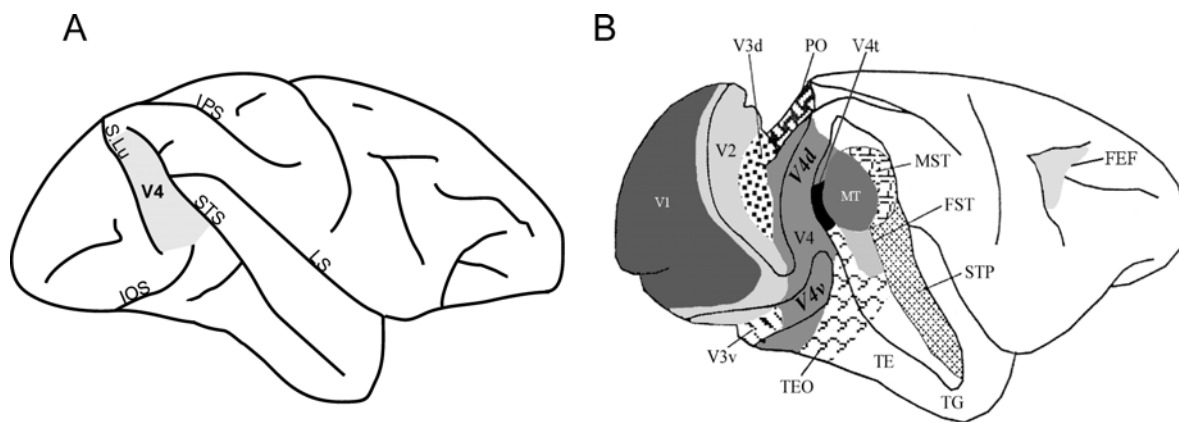 A
IPS
S.Lu
V4
STS
LS
IOS
B
V3d
PO
V4t
V2
V4d
MST
FEF
V1
MT
FST
V4
STP
V4v
V3v
TEO
TE
TG